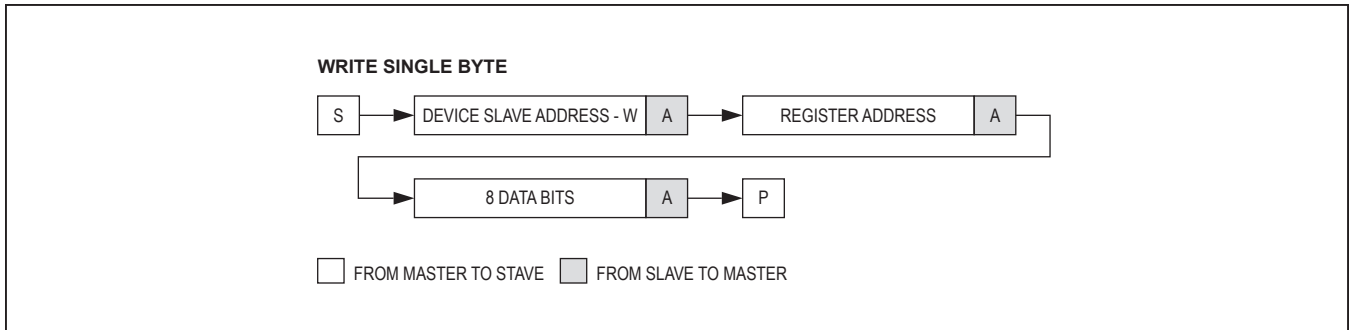 WRITE SINGLE BYTE
S DEVICE SLAVE ADDRESS - W A REGISTER ADDRESS A
8 DATA BITS A P
FROM MASTER TO STAVE FROM SLAVE TO MASTER